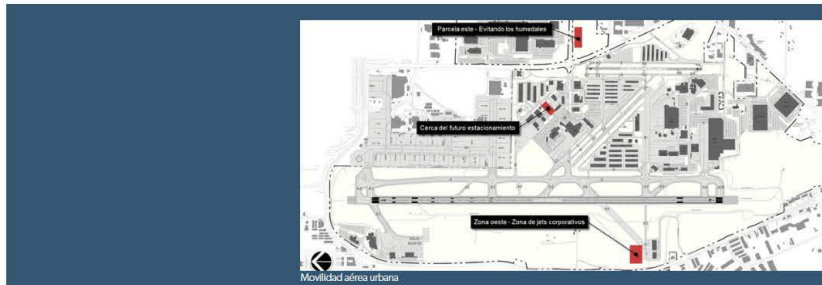 Parcela este - Evitando los humedales
Cerca del futuro estacionamiento
Zona oeste - Zona de jets corporativos
Movilidad aérea urbana